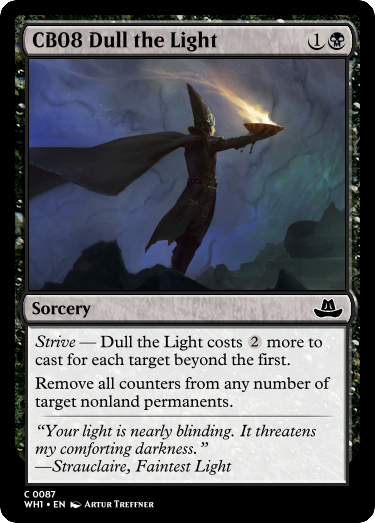 CB08 Dull the Light 1
Sorcery
Strive — Dull the Light costs 2 more to
cast for each target beyond the first.
Remove all counters from any number of
target nonland permanents.
“Your light is nearly blinding. It threatens
my comforting darkness.”
—Strauclaire, Faintest Light
C 0087
WH1 • EN Artur Treffner